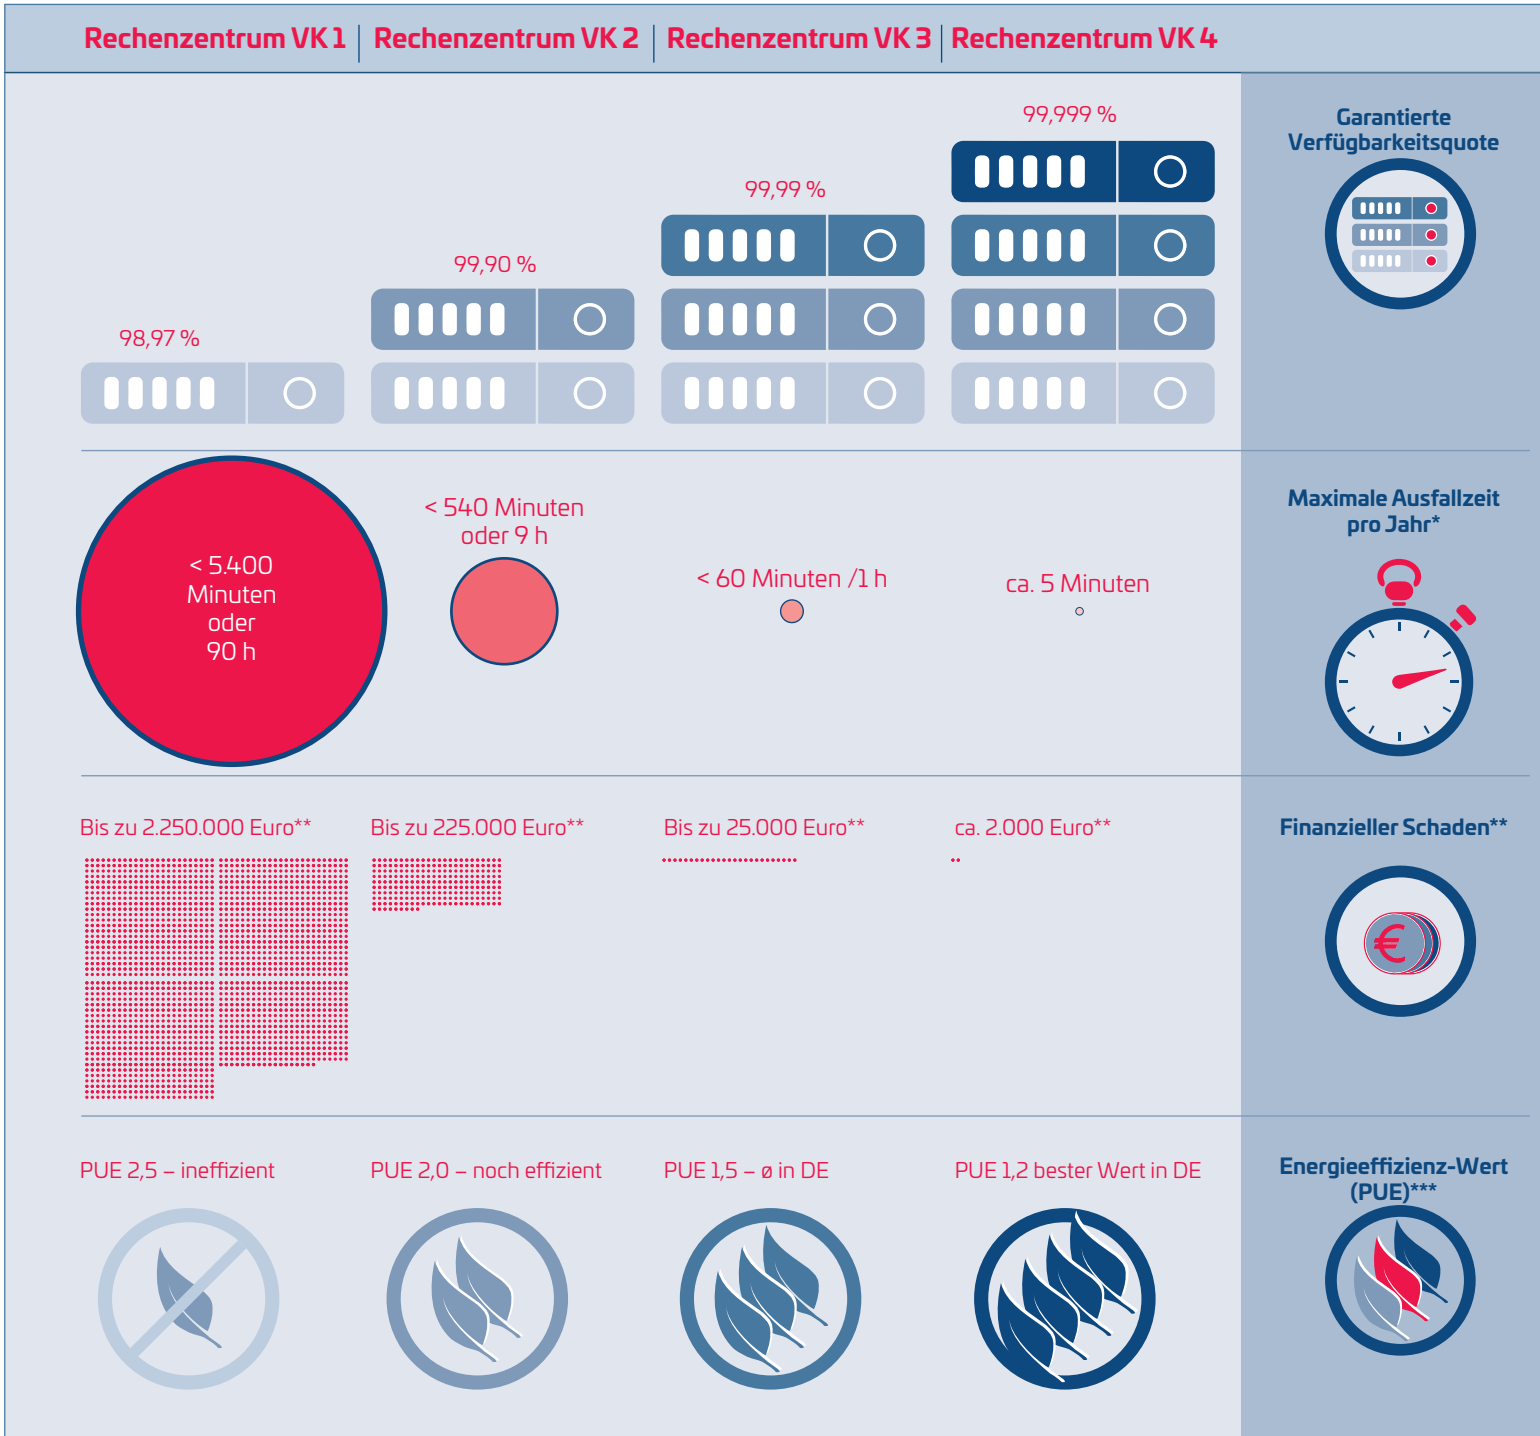 Rechenzentrum VK 1
Rechenzentrum VK 2
Rechenzentrum VK 3
Rechenzentrum VK 4
98,97 %
99,90 %
99,99 %
99,999 %
Garantierte
Verfügbarkeitsquote
< 5.400
Minuten
oder
90 h
< 540 Minuten
oder 9 h
< 60 Minuten /1 h
ca. 5 Minuten
Maximale Ausfallzeit
pro Jahr*
Bis zu 2.250.000 Euro**
Bis zu 225.000 Euro**
Bis zu 25.000 Euro**
ca. 2.000 Euro**
Finanzieller Schaden**
€
PUE 2,5 – ineffizient
PUE 2,0 – noch effizient
PUE 1,5 – ø in DE
PUE 1,2 bester Wert in DE
Energieeffizienz-Wert
(PUE)***